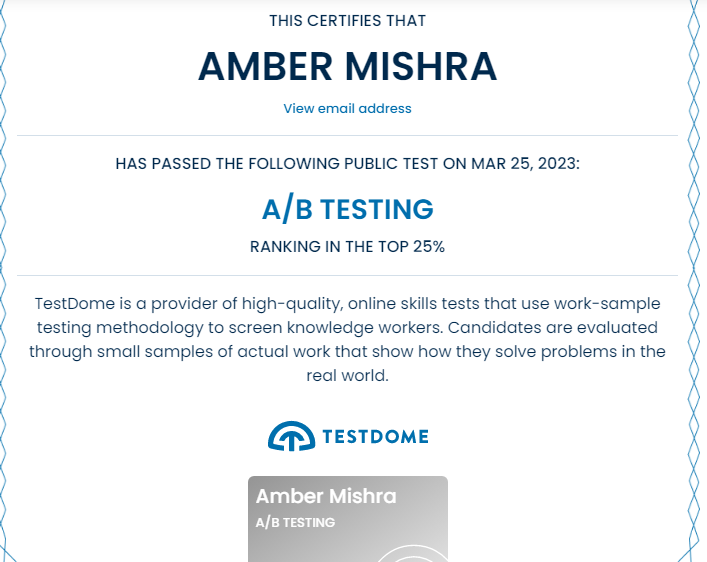 THIS CERTIFIES THAT
AMBER MISHRA
View email address
HAS PASSED THE FOLLOWING PUBLIC TEST ON MAR 25, 2023:
A/B TESTING
RANKING IN THE TOP 25%
TestDome is a provider of high-quality, online skills tests that use work-sample
testing methodology to screen knowledge workers. Candidates are evaluated
through small samples of actual work that show how they solve problems in the
real world.
TESTDOME
Amber Mishra
A/B TESTING